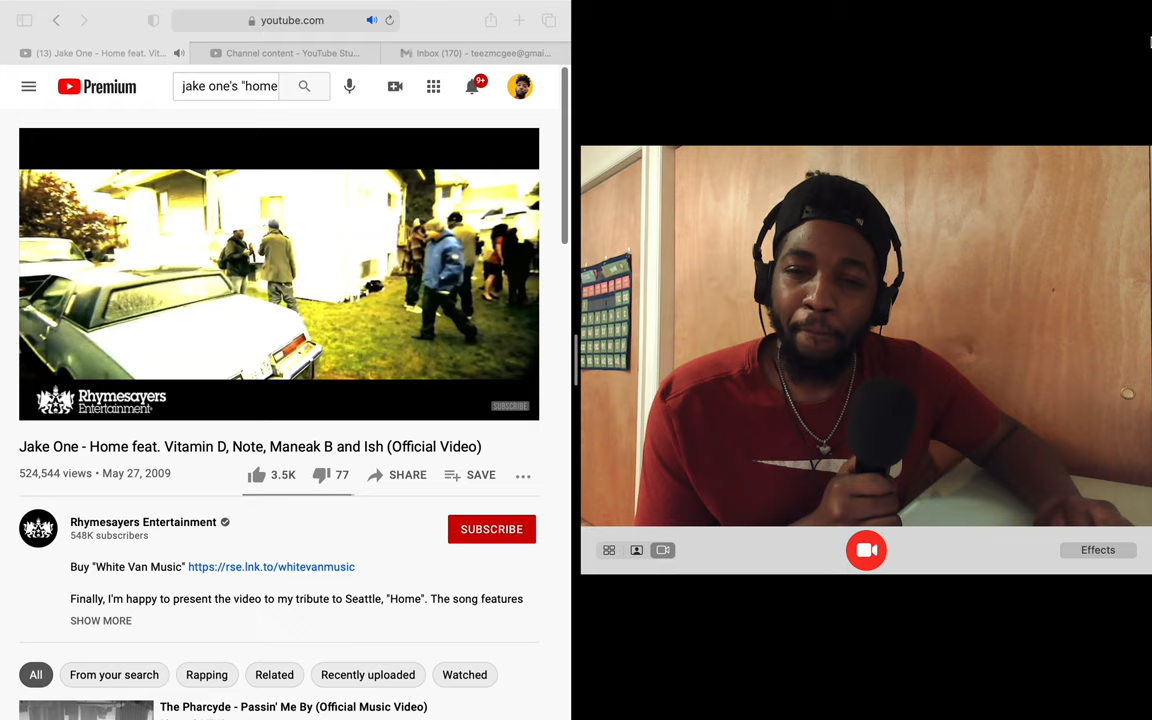 youtube.com
(13) Jake One - Home feat. Vit...
Channel content - YouTube Stu...
Inbox (170) - teezmcgee@gmai...
Premium
jake one's "home
9+
Rhymesayers
Entertainment
SUBSCRIBE
Jake One - Home feat. Vitamin D, Note, Maneak B and Ish (Official Video)
524,544 views • May 27, 2009
3.5K
77
SHARE
SAVE
Rhymesayers Entertainment
548K subscribers
SUBSCRIBE
Buy "White Van Music" https://rse.lnk.to/whitevanmusic
Finally, I'm happy to present the video to my tribute to Seattle, "Home". The song features
SHOW MORE
All
From your search
Rapping
Related
Recently uploaded
Watched
The Pharcyde - Passin' Me By (Official Music Video)
Effects